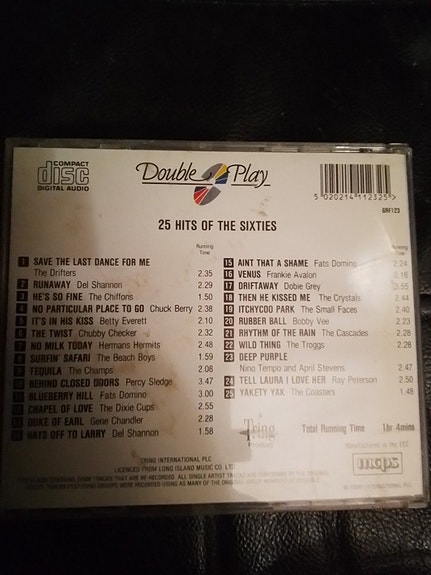 COMPACT
disc
DIGITAL AUDIO
Double Play
5 020214 112325 >
GRF123
25 HITS OF THE SIXTIES
Running
Time
1 SAVE THE LAST DANCE FOR ME
The Drifters 2.35
2 RUNAWAY Del Shannon 2.29
3 HE'S SO FINE The Chiffons 1.50
4 NO PARTICULAR PLACE TO GO Chuck Berry 2.38
5 IT'S IN HIS KISS Betty Everett 2.10
6 THE TWIST Chubby Checker 2.32
7 NO MILK TODAY Hermans Hermits 2.48
8 SURFIN' SAFARI The Beach Boys 1.59
9 TEQUILA The Champs 2.08
10 BEHIND CLOSED DOORS Percy Sledge 3.47
11 BLUEBERRY HILL Fats Domino 3.00
12 CHAPEL OF LOVE The Dixie Cups 2.55
13 DUKE OF EARL Gene Chandler 2.28
14 HATS OFF TO LARRY Del Shannon 1.58
Running
Time
15 AINT THAT A SHAME Fats Domino 2.24
16 VENUS Frankie Avalon 2.16
17 DRIFTAWAY Dobie Grey 3.55
18 THEN HE KISSED ME The Crystals 2.44
19 ITCHYCOO PARK The Small Faces 2.40
20 RUBBER BALL Bobby Vee 2.23
21 RHYTHM OF THE RAIN The Cascades 2.28
22 WILD THING The Troggs 2.28
23 DEEP PURPLE
Nino Tempo and April Stevens 2.47
24 TELL LAURA I LOVE HER Ray Peterson 2.50
25 YAKETY YAK The Coasters 1.48
A
Tring
Product
Total Running Time 1hr 4mins
Manufactured in the EEC
mcps
TRING INTERNATIONAL PLC
LICENCED FROM LONG ISLAND MUSIC CO. LTD